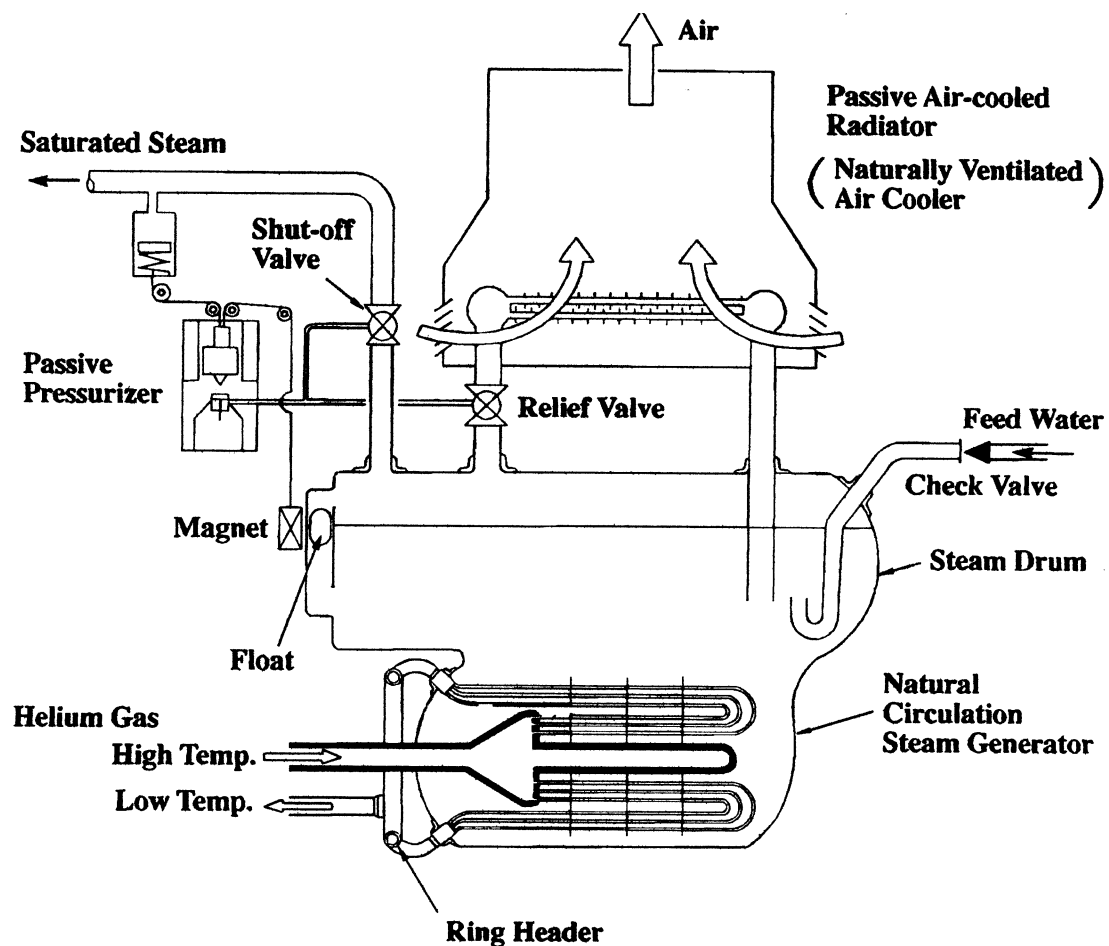 Air
Passive Air-cooled
Radiator
(Naturally Ventilated
Air Cooler)
Saturated Steam
Shut-off
Valve
Passive
Pressurizer
Relief Valve
Feed Water
Check Valve
Magnet
Steam Drum
Float
Natural
Circulation
Steam Generator
Helium Gas
High Temp.
Low Temp.
Ring Header